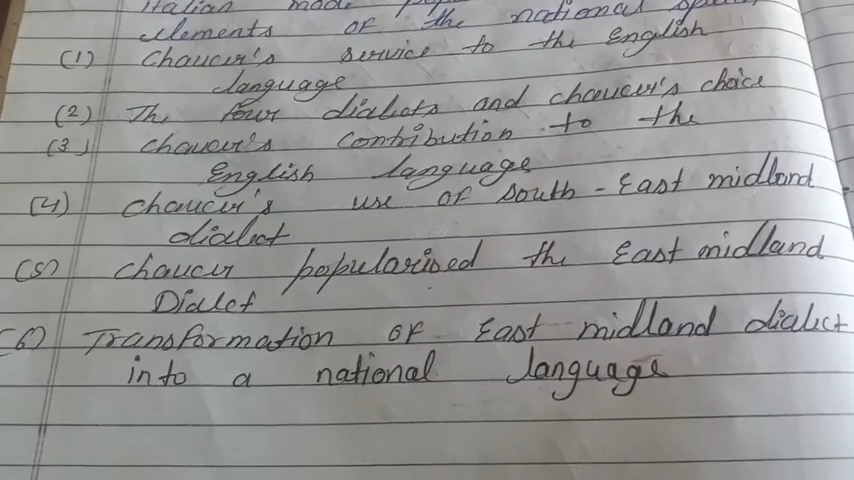 Italian made
elements of the national
(1) Chaucer's service to the English
language
(2) The four dialects and chaucer's choice
(3) Chaucer's contribution to the
English language
(4) Chaucer's use of South-East midland
dialect
(5) Chaucer popularised the East midland
Dialet
(6) Transformation of East midland dialect
into a national language